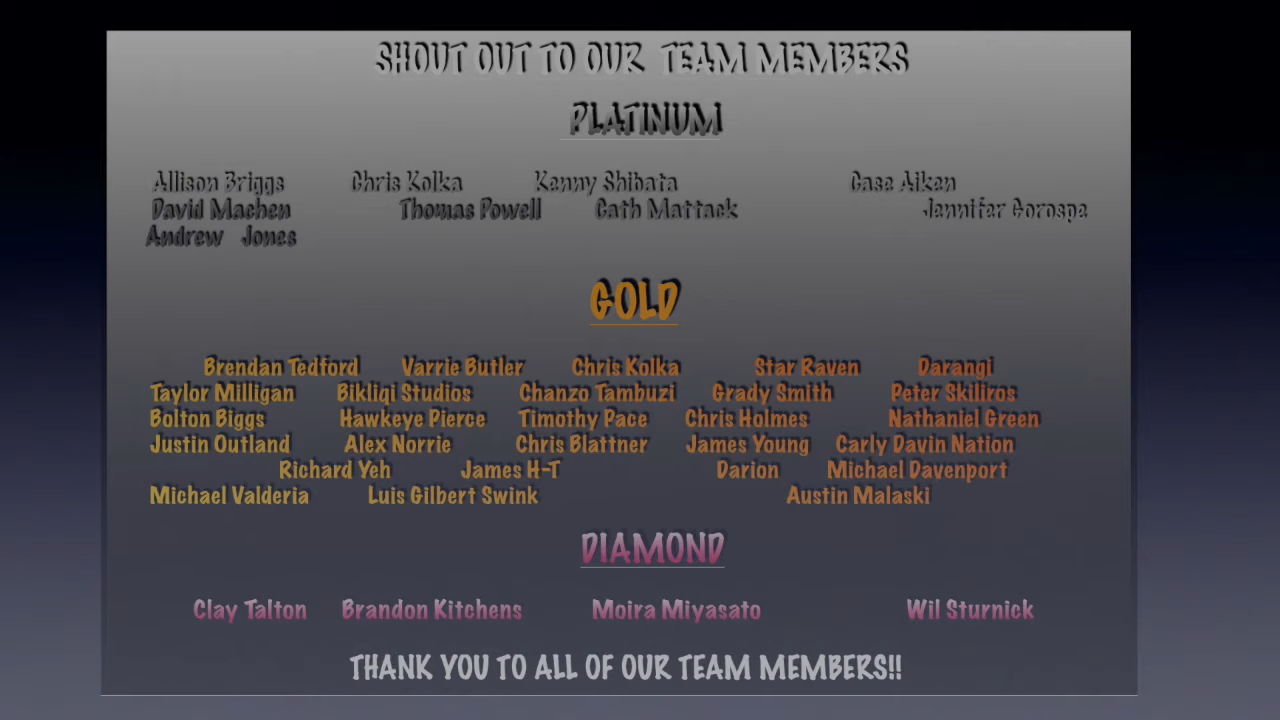 SHOUT OUT TO OUR TEAM MEMBERS
PLATINUM
Allison Briggs Chris Kolka Kenny Shibata Case Aiken
David Machen Thomas Powell Cath Mattack Jennifer Gorospe
Andrew Jones
GOLD
Brendan Tedford Varrie Butler Chris Kolka Star Raven Darangi
Taylor Milligan Bikliqi Studios Chanzo Tambuzi Grady Smith Peter Skiliros
Bolton Biggs Hawkeye Pierce Timothy Pace Chris Holmes Nathaniel Green
Justin Outland Alex Norrie Chris Blattner James Young Carly Davin Nation
Richard Yeh James H-T Darion Michael Davenport
Michael Valderia Luis Gilbert Swink Austin Malaski
DIAMOND
Clay Talton Brandon Kitchens Moira Miyasato Wil Sturnick
THANK YOU TO ALL OF OUR TEAM MEMBERS!!